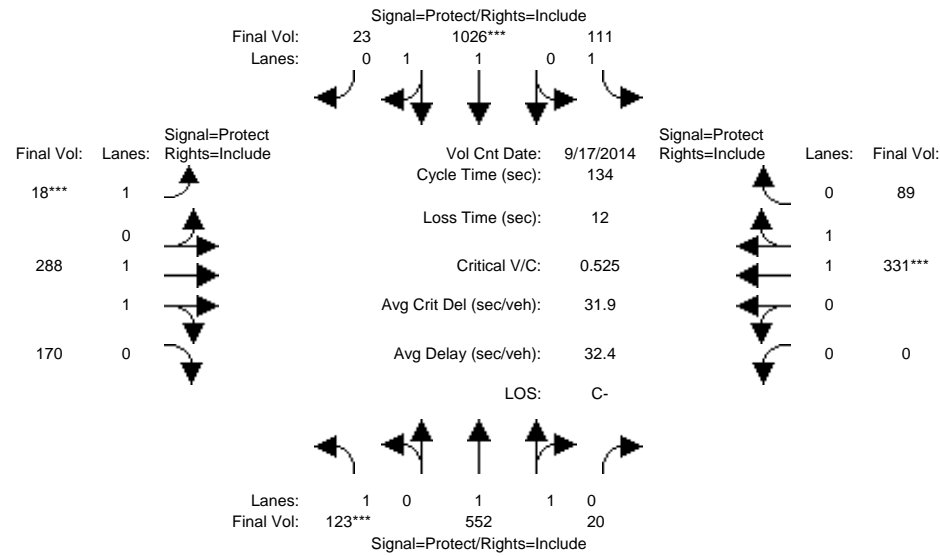 Signal=Protect/Rights=Include
Final Vol: 23 1026*** 111
Lanes: 0 1 1 0 1
Signal=Protect
Signal=Protect
Final Vol: Lanes: Rights=Include Vol Cnt Date: 9/17/2014 Rights=Include Lanes: Final Vol:
Cycle Time (sec): 134
18*** 1 0 89
Loss Time (sec): 12
0 1
288 1 Critical V/C: 0.525 1 331***
1 Avg Crit Del (sec/veh): 31.9 0
170 0 Avg Delay (sec/veh): 32.4 0 0
LOS: C-
Lanes: 1 0 1 1 0
Final Vol: 123*** 552 20
Signal=Protect/Rights=Include